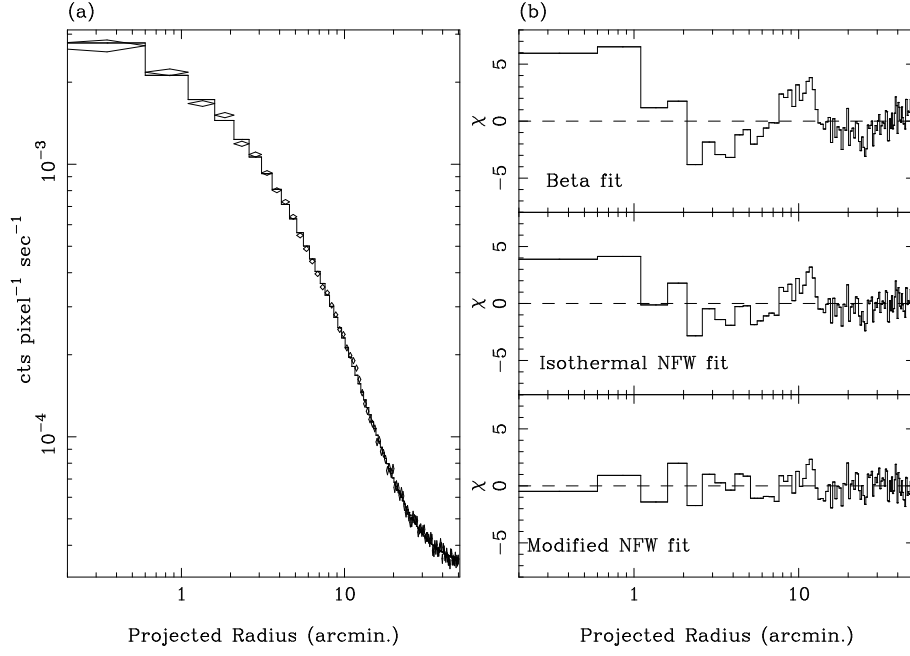 (a)
(b)
cts pixel⁻¹ sec⁻¹
10⁻³
10⁻⁴
1
10
Projected Radius (arcmin.)
χ
5
0
−5
Beta fit
χ
5
0
−5
Isothermal NFW fit
χ
5
0
−5
Modified NFW fit
1
10
Projected Radius (arcmin.)